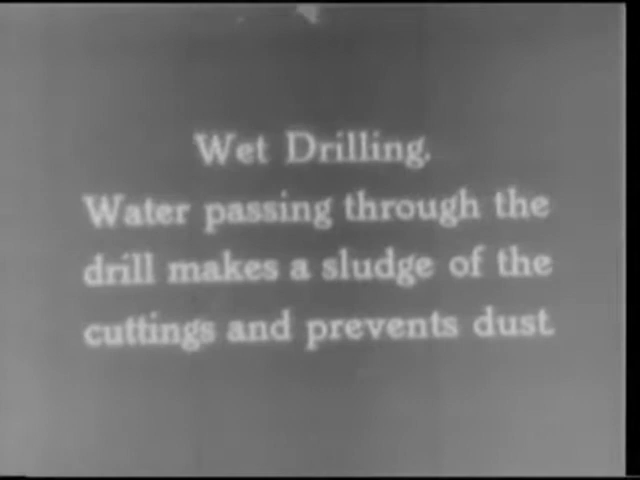 Wet Drilling.
Water passing through the
drill makes a sludge of the
cuttings and prevents dust.